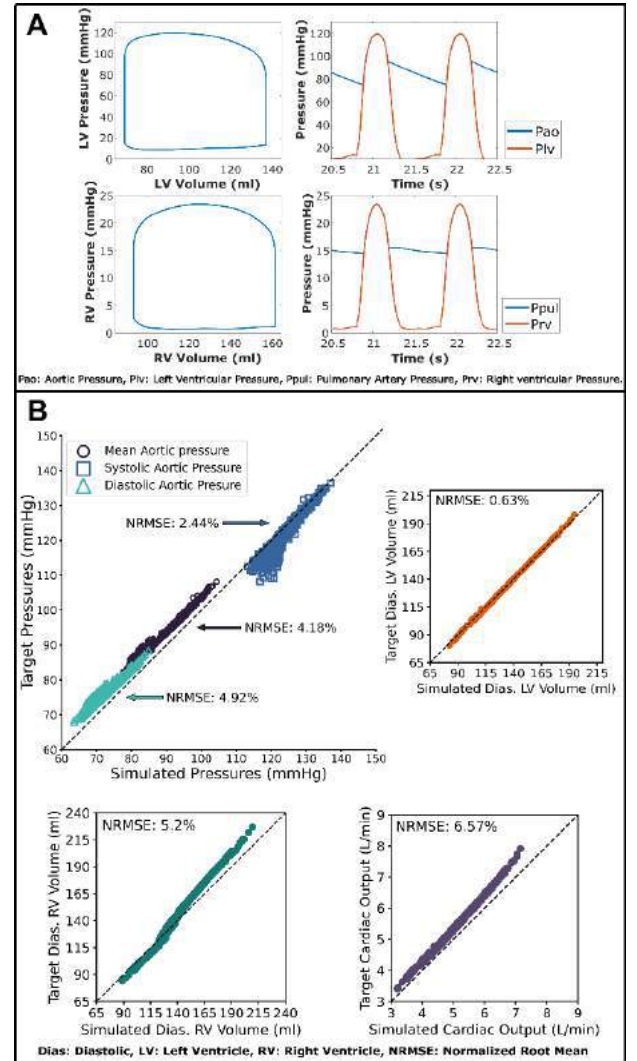 A
LV Pressure (mmHg)
120
100
80
60
40
20
80 100 120 140
LV Volume (ml)
Pressure (mmHg)
120
100
80
60
40
20
20.5 21 21.5 22 22.5
Time (s)
Pao
Plv
RV Pressure (mmHg)
25
20
15
10
5
0
100 120 140 160
RV Volume (ml)
Pressure (mmHg)
25
20
15
10
5
0
20.5 21 21.5 22 22.5
Time (s)
Ppul
Prv
Pao: Aortic Pressure, Plv: Left Ventricular Pressure, Ppul: Pulmonary Artery Pressure, Prv: Right ventricular Pressure.
B
Target Pressures (mmHg)
150
140
130
120
110
100
90
80
70
60
Mean Aortic pressure
Systolic Aortic Pressure
Diastolic Aortic Presure
NRMSE: 2.44%
NRMSE: 4.18%
NRMSE: 4.92%
60 70 80 90 100 110 120 130 140 150
Simulated Pressures (mmHg)
Target Dias. LV Volume (ml)
215
190
165
140
115
90
65
NRMSE: 0.63%
65 90 115 140 165 190 215
Simulated Dias. LV Volume (ml)
Target Dias. RV Volume (ml)
240
215
190
165
140
115
90
65
NRMSE: 5.2%
65 90 115 140 165 190 215 240
Simulated Dias. RV Volume (ml)
Target Cardiac Output (L/min)
9
8
7
6
5
4
3
NRMSE: 6.57%
3 4 5 6 7 8 9
Simulated Cardiac Output (L/min)
Dias: Diastolic, LV: Left Ventricle, RV: Right Ventricle, NRMSE: Normalized Root Mean